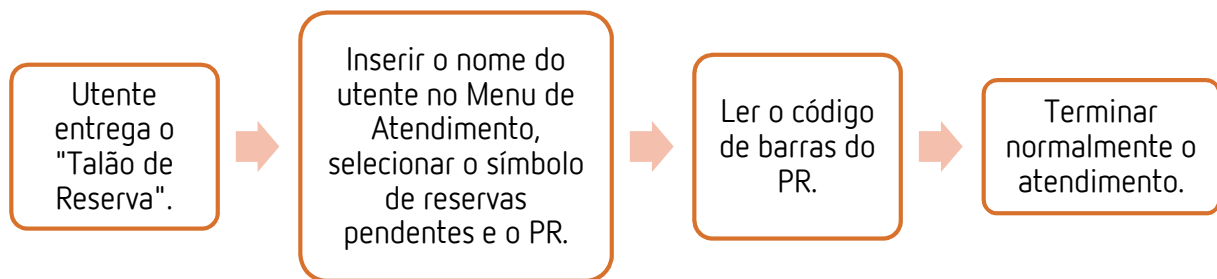 Utente
entrega o
"Talão de
Reserva".
Inserir o nome do
utente no Menu de
Atendimento,
selecionar o símbolo
de reservas
pendentes e o PR.
Ler o código
de barras do
PR.
Terminar
normalmente o
atendimento.